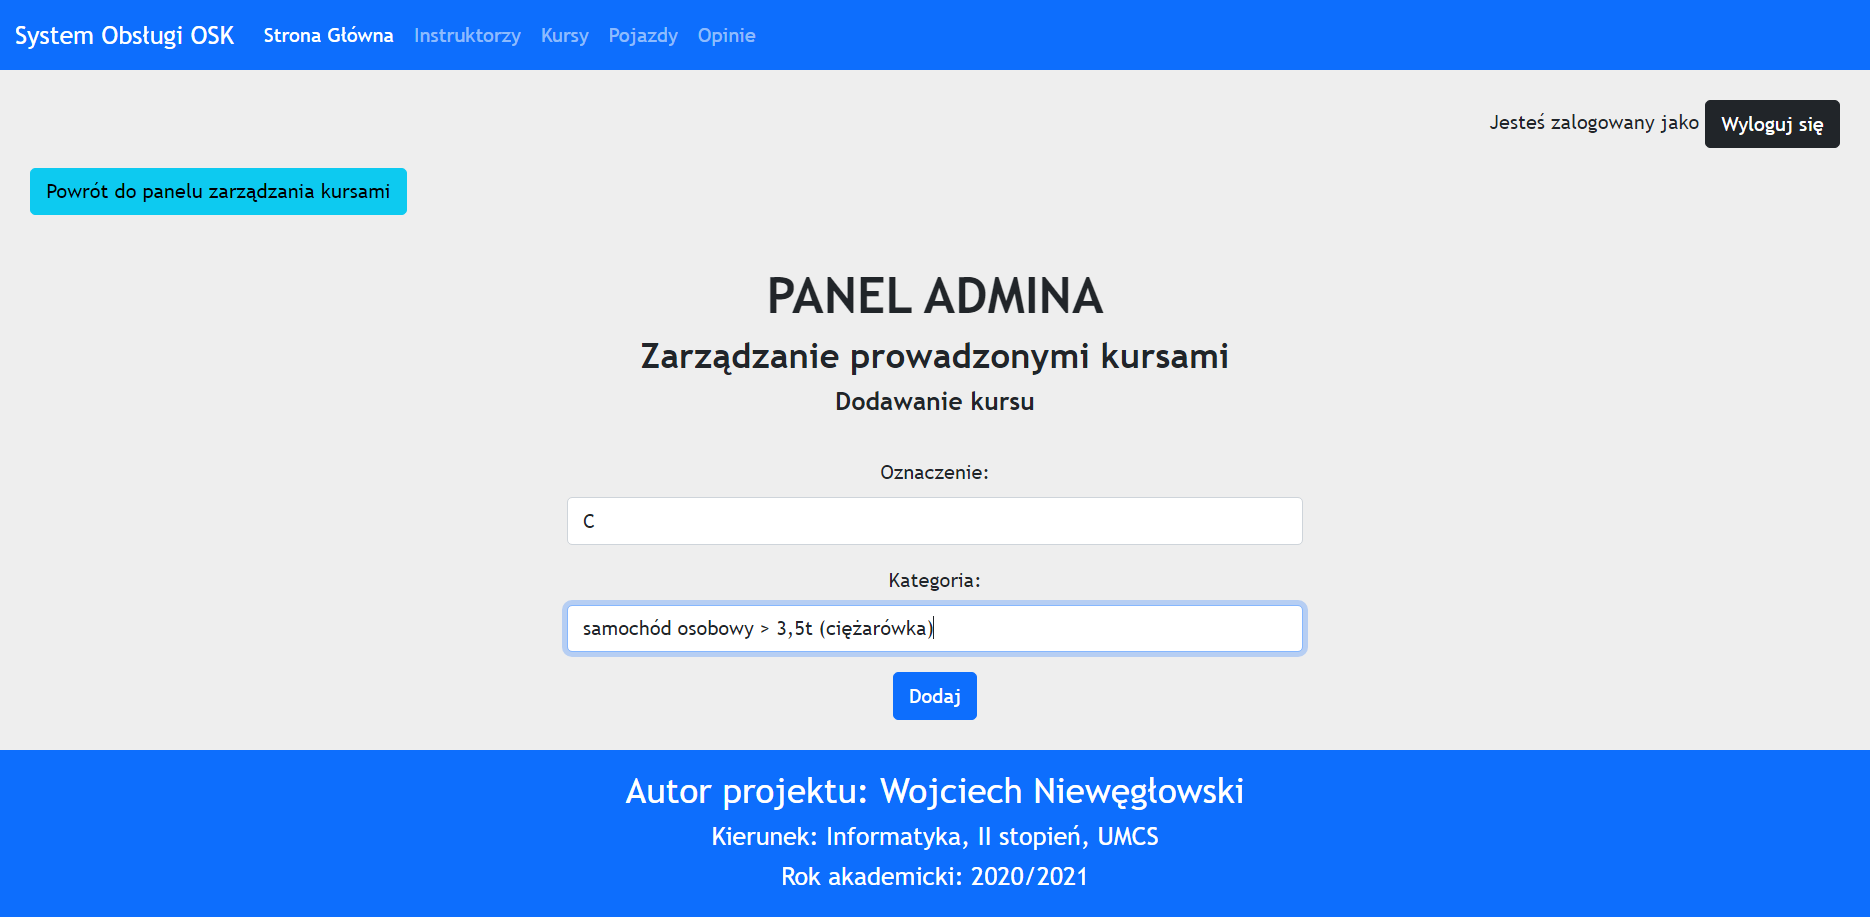 System Obsługi OSK Strona Główna Instruktorzy Kursy Pojazdy Opinie
Jesteś zalogowany jako Wyloguj się
Powrót do panelu zarządzania kursami
PANEL ADMINA
Zarządzanie prowadzonymi kursami
Dodawanie kursu
Oznaczenie:
C
Kategoria:
samochód osobowy > 3,5t (ciężarówka)
Dodaj
Autor projektu: Wojciech Niewęgłowski
Kierunek: Informatyka, II stopień, UMCS
Rok akademicki: 2020/2021